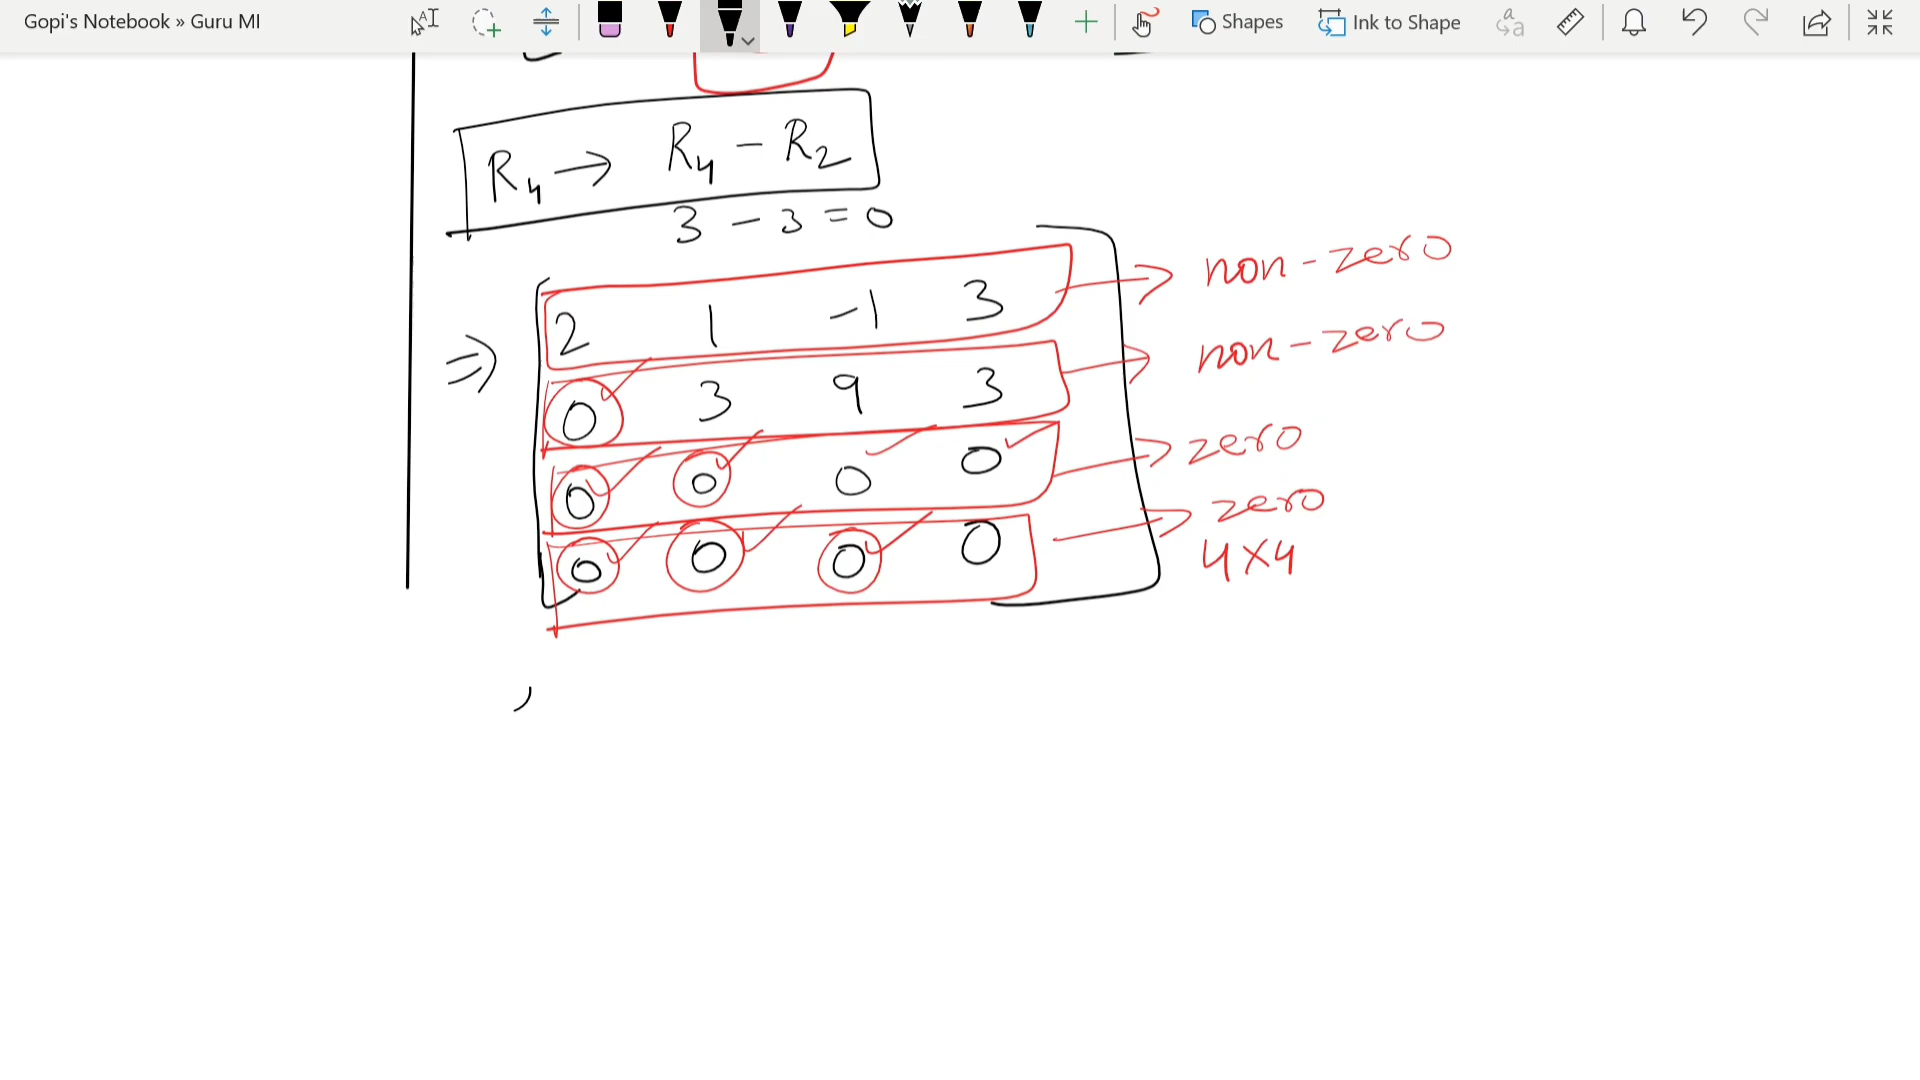 Gopi's Notebook » Guru MI
Shapes
Ink to Shape
R4 → R4 - R2
3 - 3 = 0
⇒ 2 1 -1 3 → non-zero
0 3 9 3 → non-zero
0 0 0 0 → zero
0 0 0 0 → zero
4×4